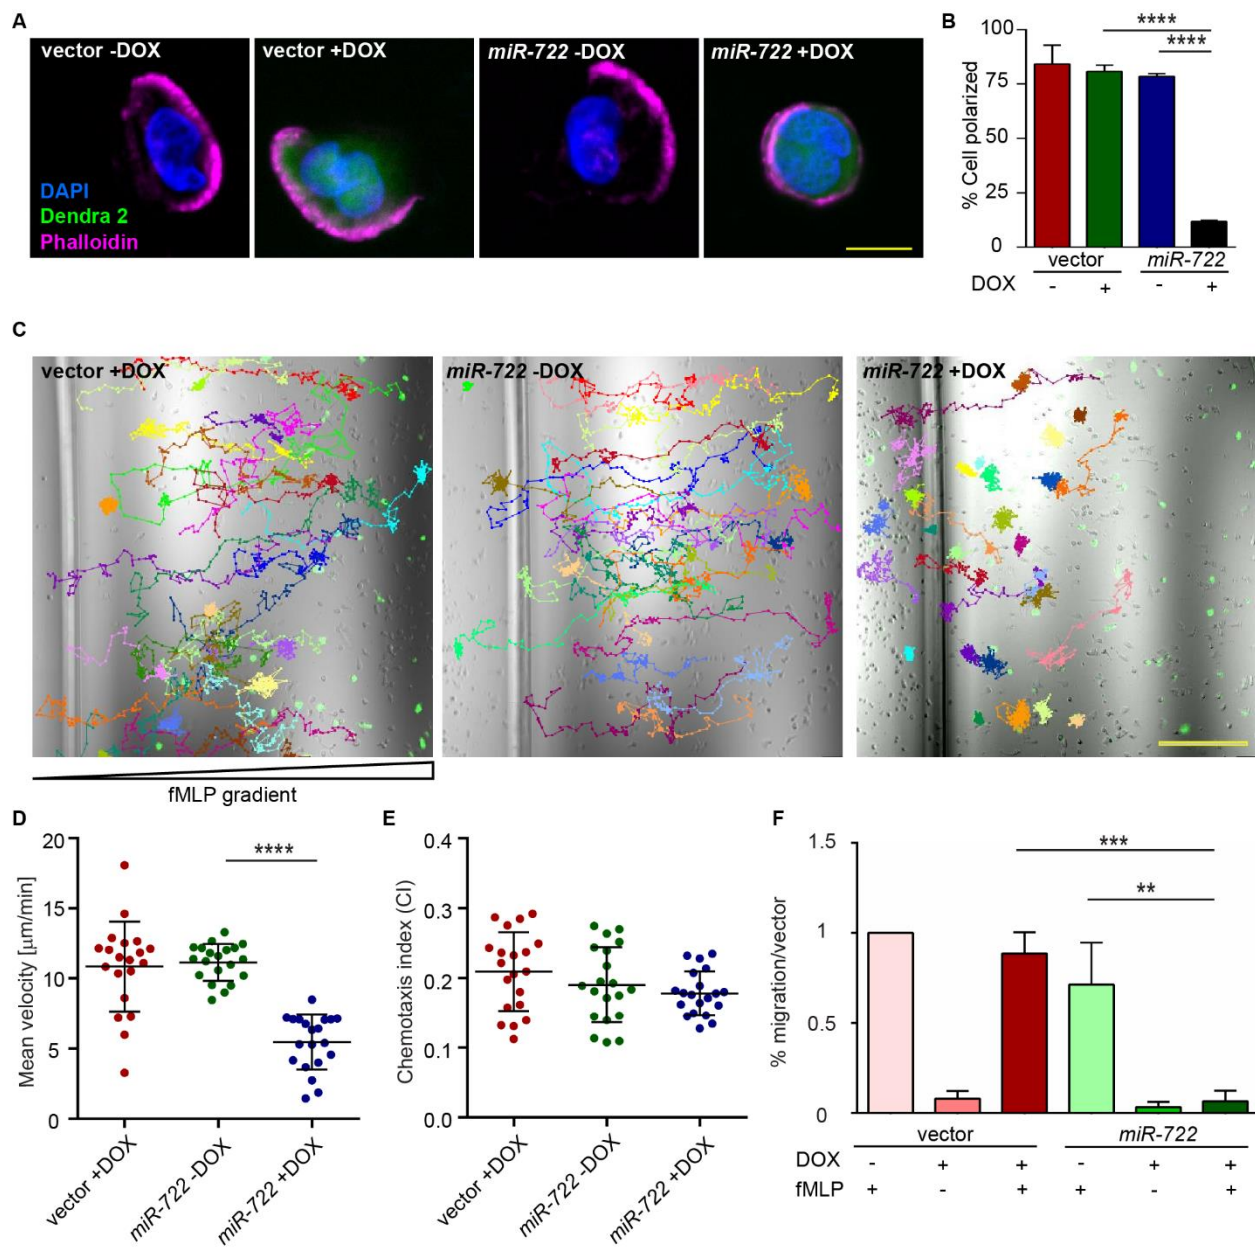 A
vector -DOX
vector +DOX
miR-722 -DOX
miR-722 +DOX
DAPI
Dendra 2
Phalloidin
B
****
****
% Cell polarized
100
75
50
25
0
vector
miR-722
DOX
- + - +
C
vector +DOX
miR-722 -DOX
miR-722 +DOX
fMLP gradient
D
Mean velocity [µm/min]
20
15
10
5
0
****
vector +DOX
miR-722 -DOX
miR-722 +DOX
E
Chemotaxis index (CI)
0.4
0.3
0.2
0.1
0.0
vector +DOX
miR-722 -DOX
miR-722 +DOX
F
% migration/vector
1.5
1
0.5
0
***
**
vector
miR-722
DOX - + + - + +
fMLP + - + + - +